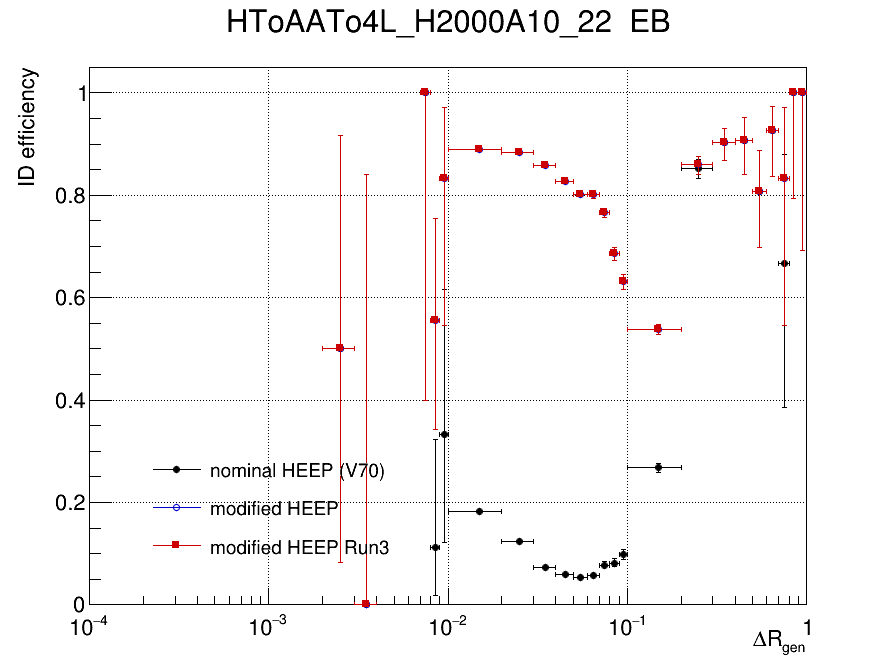 HToAATo4L_H2000A10_22 EB
ID efficiency
1
0.8
0.6
0.4
0.2
0
nominal HEEP (V70)
modified HEEP
modified HEEP Run3
10−4 10−3 10−2 10−1 1
ΔRgen